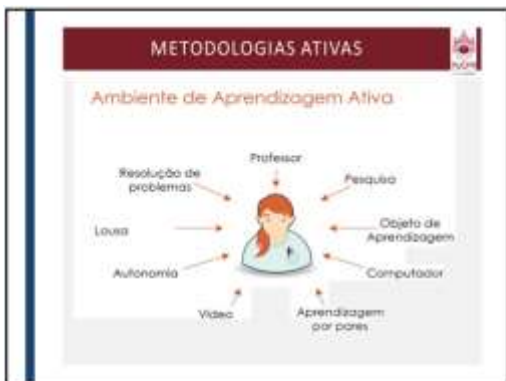 METODOLOGIAS ATIVAS
Ambiente de Aprendizagem Ativa
Professor
Resolução de
problemas
Pesquisa
Lousa
Objeto de
Aprendizagem
Autonomia
Computador
Vídeo
Aprendizagem
por pares